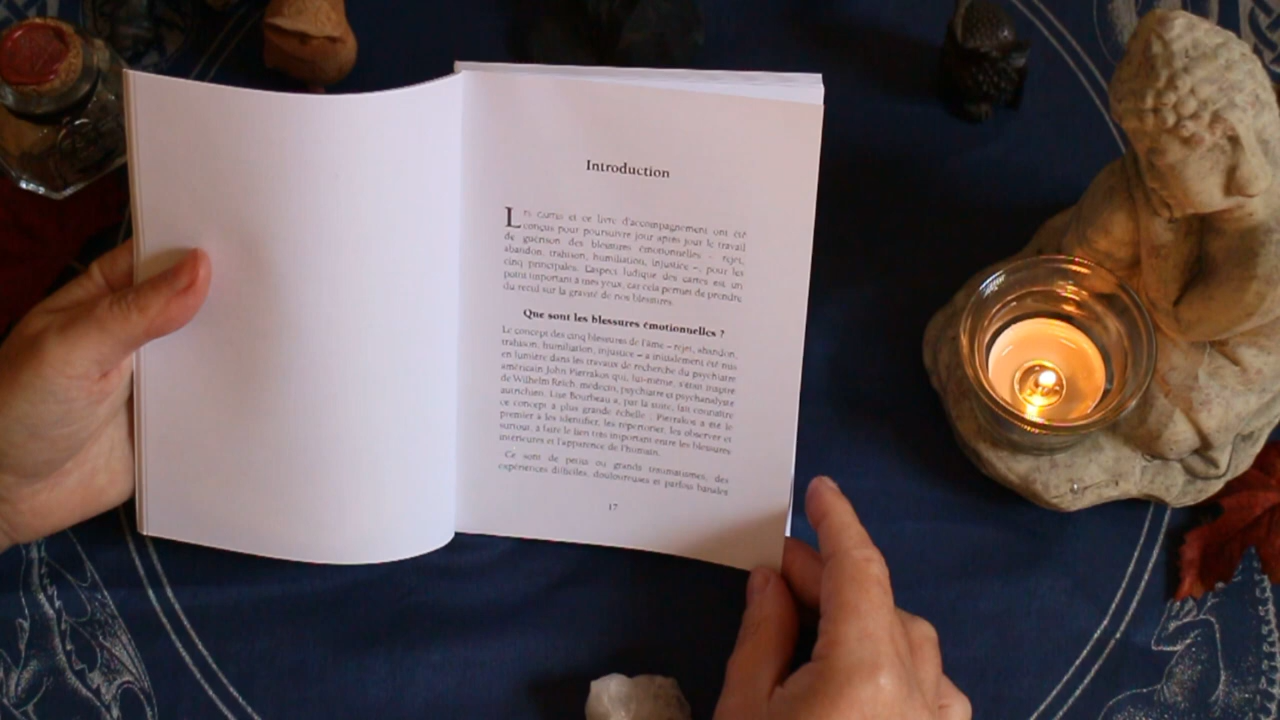 Introduction
Les cartes et ce livre d'accompagnement ont été
conçus pour poursuivre jour après jour le travail
de guérison des blessures émotionnelles – rejet,
abandon, trahison, humiliation, injustice –, pour les
cinq principales. L'aspect ludique des cartes est un
point important à mes yeux, car cela permet de prendre
du recul sur la gravité de nos blessures.
Que sont les blessures émotionnelles ?
Le concept des cinq blessures de l'âme – rejet, abandon,
trahison, humiliation, injustice – a initialement été mis
en lumière dans les travaux de recherche du psychiatre
américain John Pierrakos qui, lui-même, s'était inspiré
de Wilhelm Reich, médecin, psychiatre et psychanalyste
autrichien. Lise Bourbeau a, par la suite, fait connaître
ce concept à plus grande échelle. Pierrakos a été le
premier à les identifier, les répertorier, les observer et
surtout, à faire le lien très important entre les blessures
intérieures et l'apparence de l'humain.
Ce sont de petits ou grands traumatismes, des
expériences difficiles, douloureuses et parfois banales
17